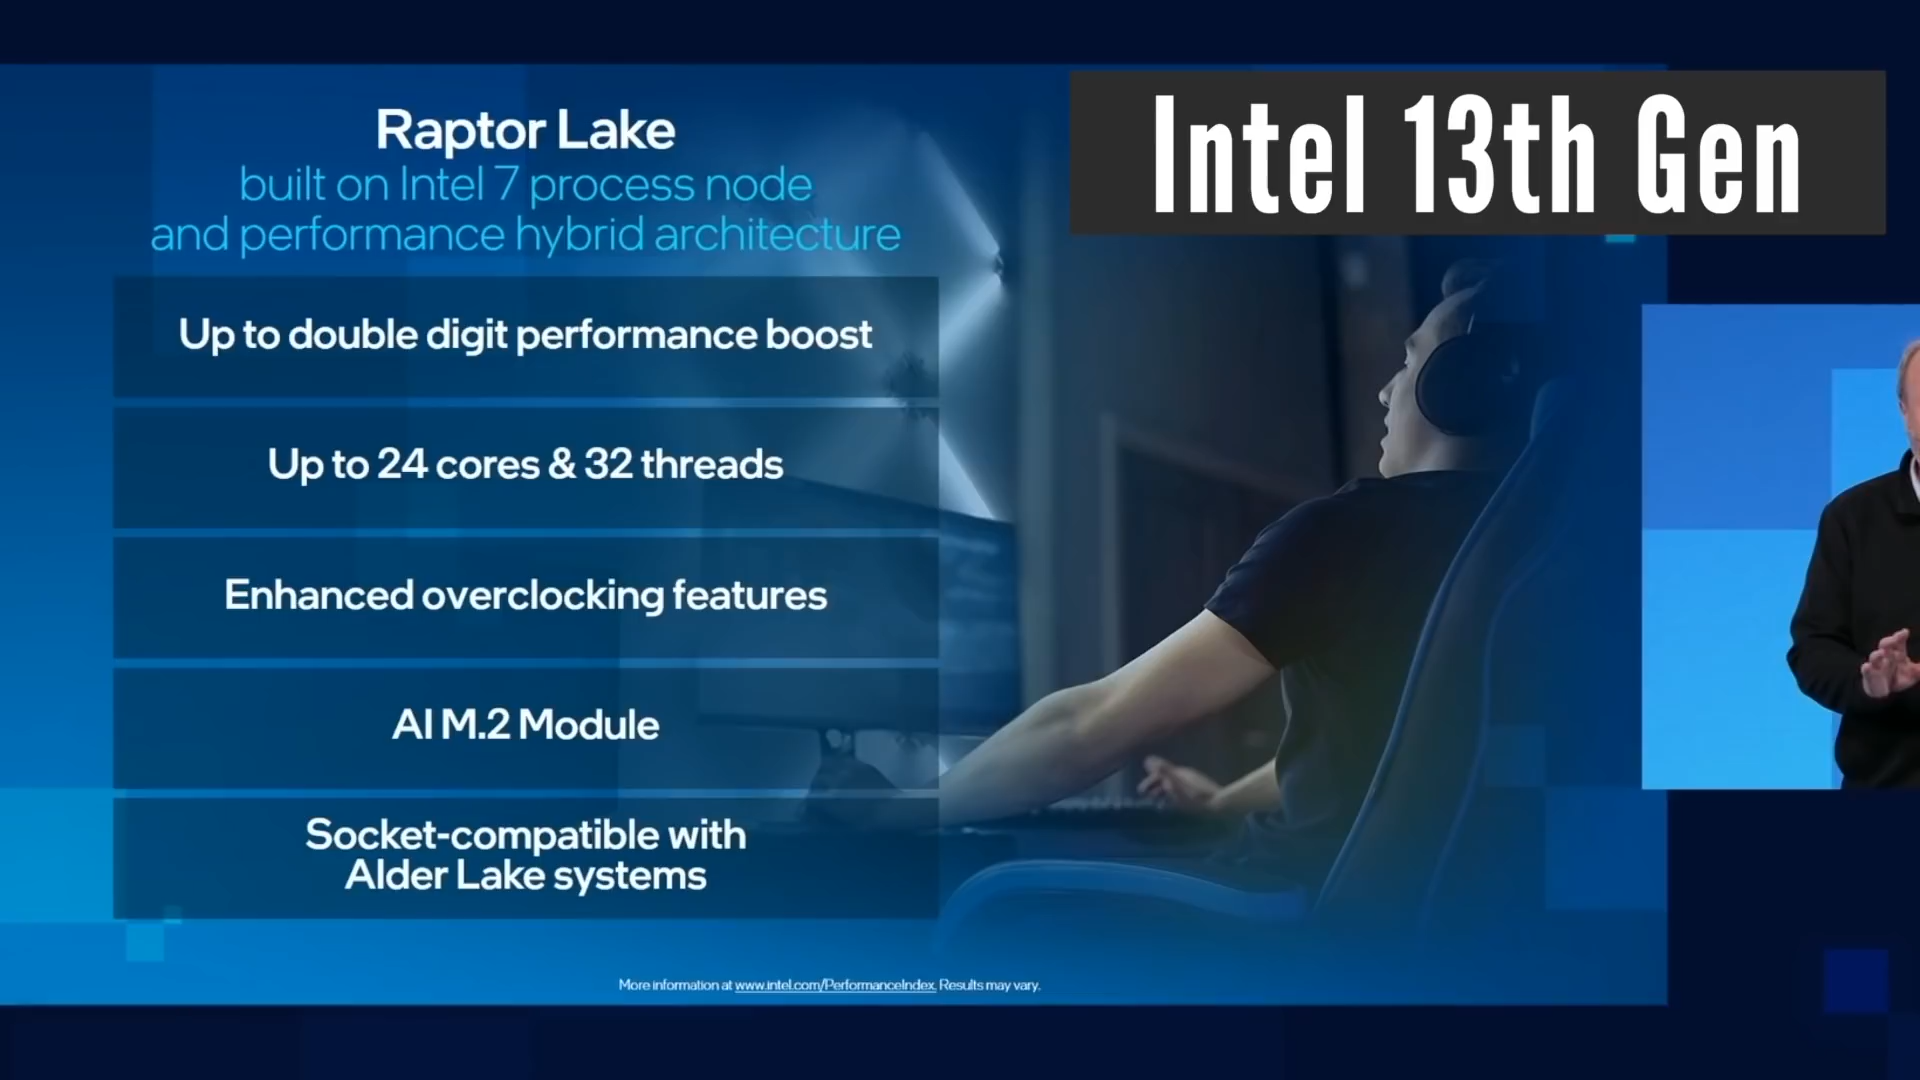 Raptor Lake
built on Intel 7 process node
and performance hybrid architecture
Up to double digit performance boost
Up to 24 cores & 32 threads
Enhanced overclocking features
AI M.2 Module
Socket-compatible with
Alder Lake systems
More information at www.intel.com/PerformanceIndex. Results may vary.
Intel 13th Gen